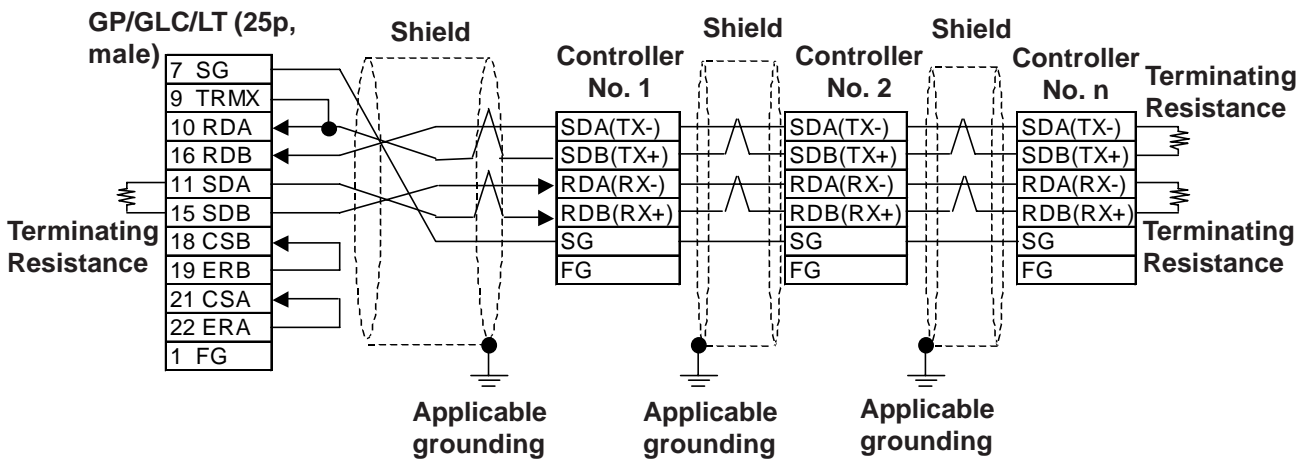 GP/GLC/LT (25p,
male)
7 SG
9 TRMX
10 RDA
16 RDB
11 SDA
15 SDB
18 CSB
19 ERB
21 CSA
22 ERA
1 FG
Terminating
Resistance
Shield
Controller
No. 1
SDA(TX-)
SDB(TX+)
RDA(RX-)
RDB(RX+)
SG
FG
Shield
Controller
No. 2
SDA(TX-)
SDB(TX+)
RDA(RX-)
RDB(RX+)
SG
FG
Shield
Controller
No. n
SDA(TX-)
SDB(TX+)
RDA(RX-)
RDB(RX+)
SG
FG
Terminating
Resistance
Terminating
Resistance
Applicable
grounding
Applicable
grounding
Applicable
grounding